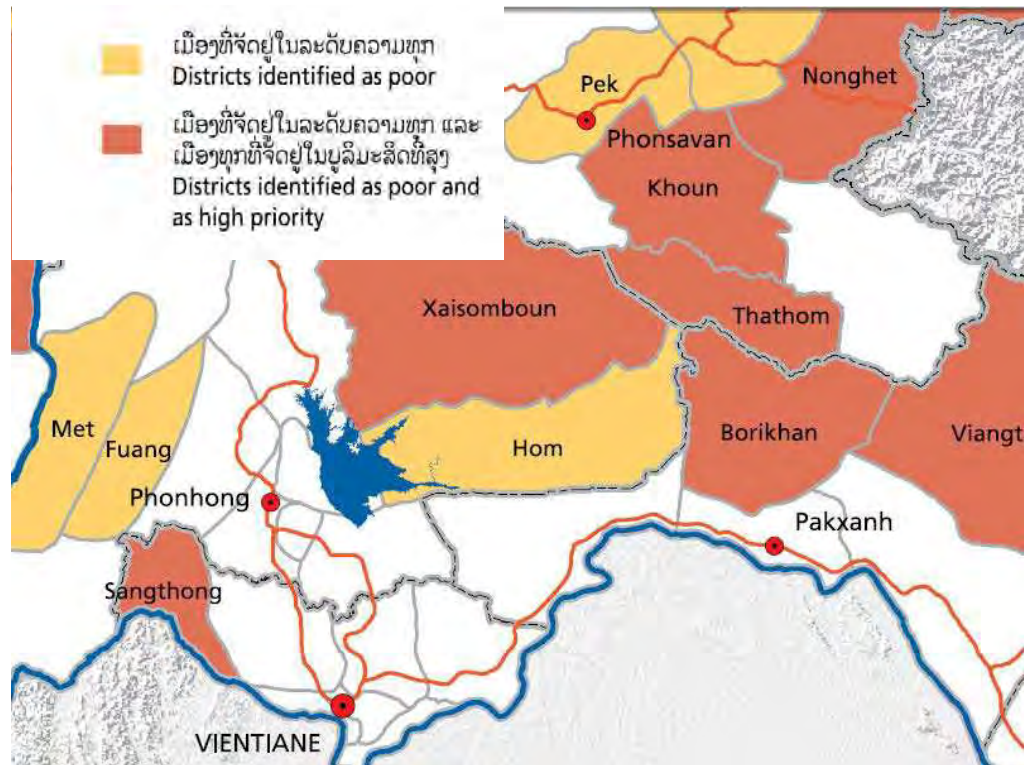 ເມືອງທີ່ຈັດຢູ່ໃນລະດັບຄວາມທຸກ
Districts identified as poor
ເມືອງທີ່ຈັດຢູ່ໃນລະດັບຄວາມທຸກ ແລະ
ເມືອງທຸກທີ່ຈັດຢູ່ໃນບູລິມະສິດທີ່ສຸງ
Districts identified as poor and
as high priority
Nonghet
Pek
Phonsavan
Khoun
Xaisomboun
Thathom
Met
Fuang
Hom
Borikhan
Viangt
Phonhong
Pakxanh
Sangthong
VIENTIANE